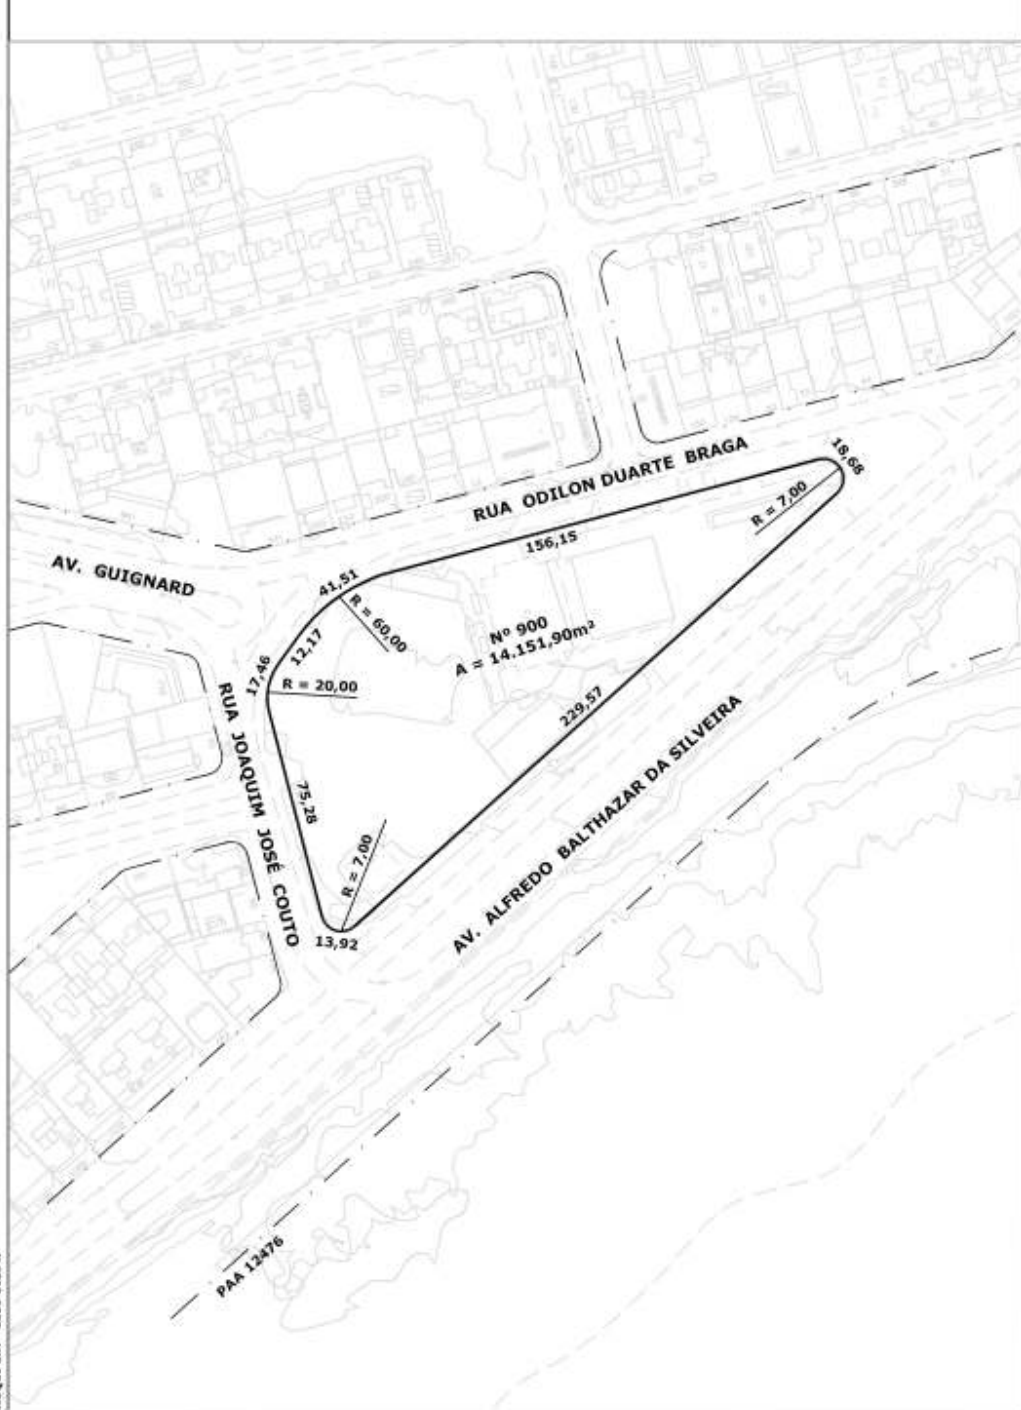 18,68
RUA ODILON DUARTE BRAGA
R = 7,00
156,15
AV. GUIGNARD
41,51
R = 60,00
Nº 900
A = 14.151,90m²
12,17
17,46
R = 20,00
229,57
RUA JOAQUIM JOSÉ COUTO
75,28
AV. ALFREDO BALTHAZAR DA SILVEIRA
R = 7,00
13,92
PAA 12476